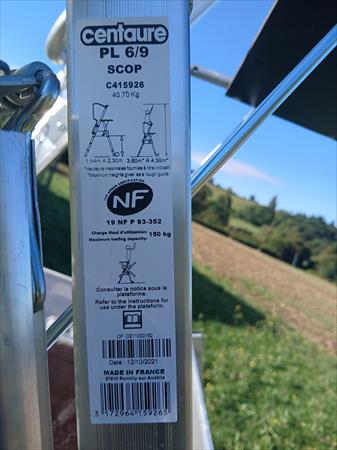 centaure
PL 6/9
SCOP
C415926
40.70 Kg
1.54m A 2,30m 3,60m* A 4,30m*
*Hauteurs maximales fournies à titre indicatif
*Maximum heights given as a rough guide
NF
19 NF P 93-352
Charge Maxi d'utilisation:
Maximum loading capacity: 150 kg
Consulter la notice sous la
plateforme.
Refer to the instructions for
use under the platform.
OF :O211000162
Date : 12/10/2021
MADE IN FRANCE
27610 Romilly sur Andelle
3 172964 159265